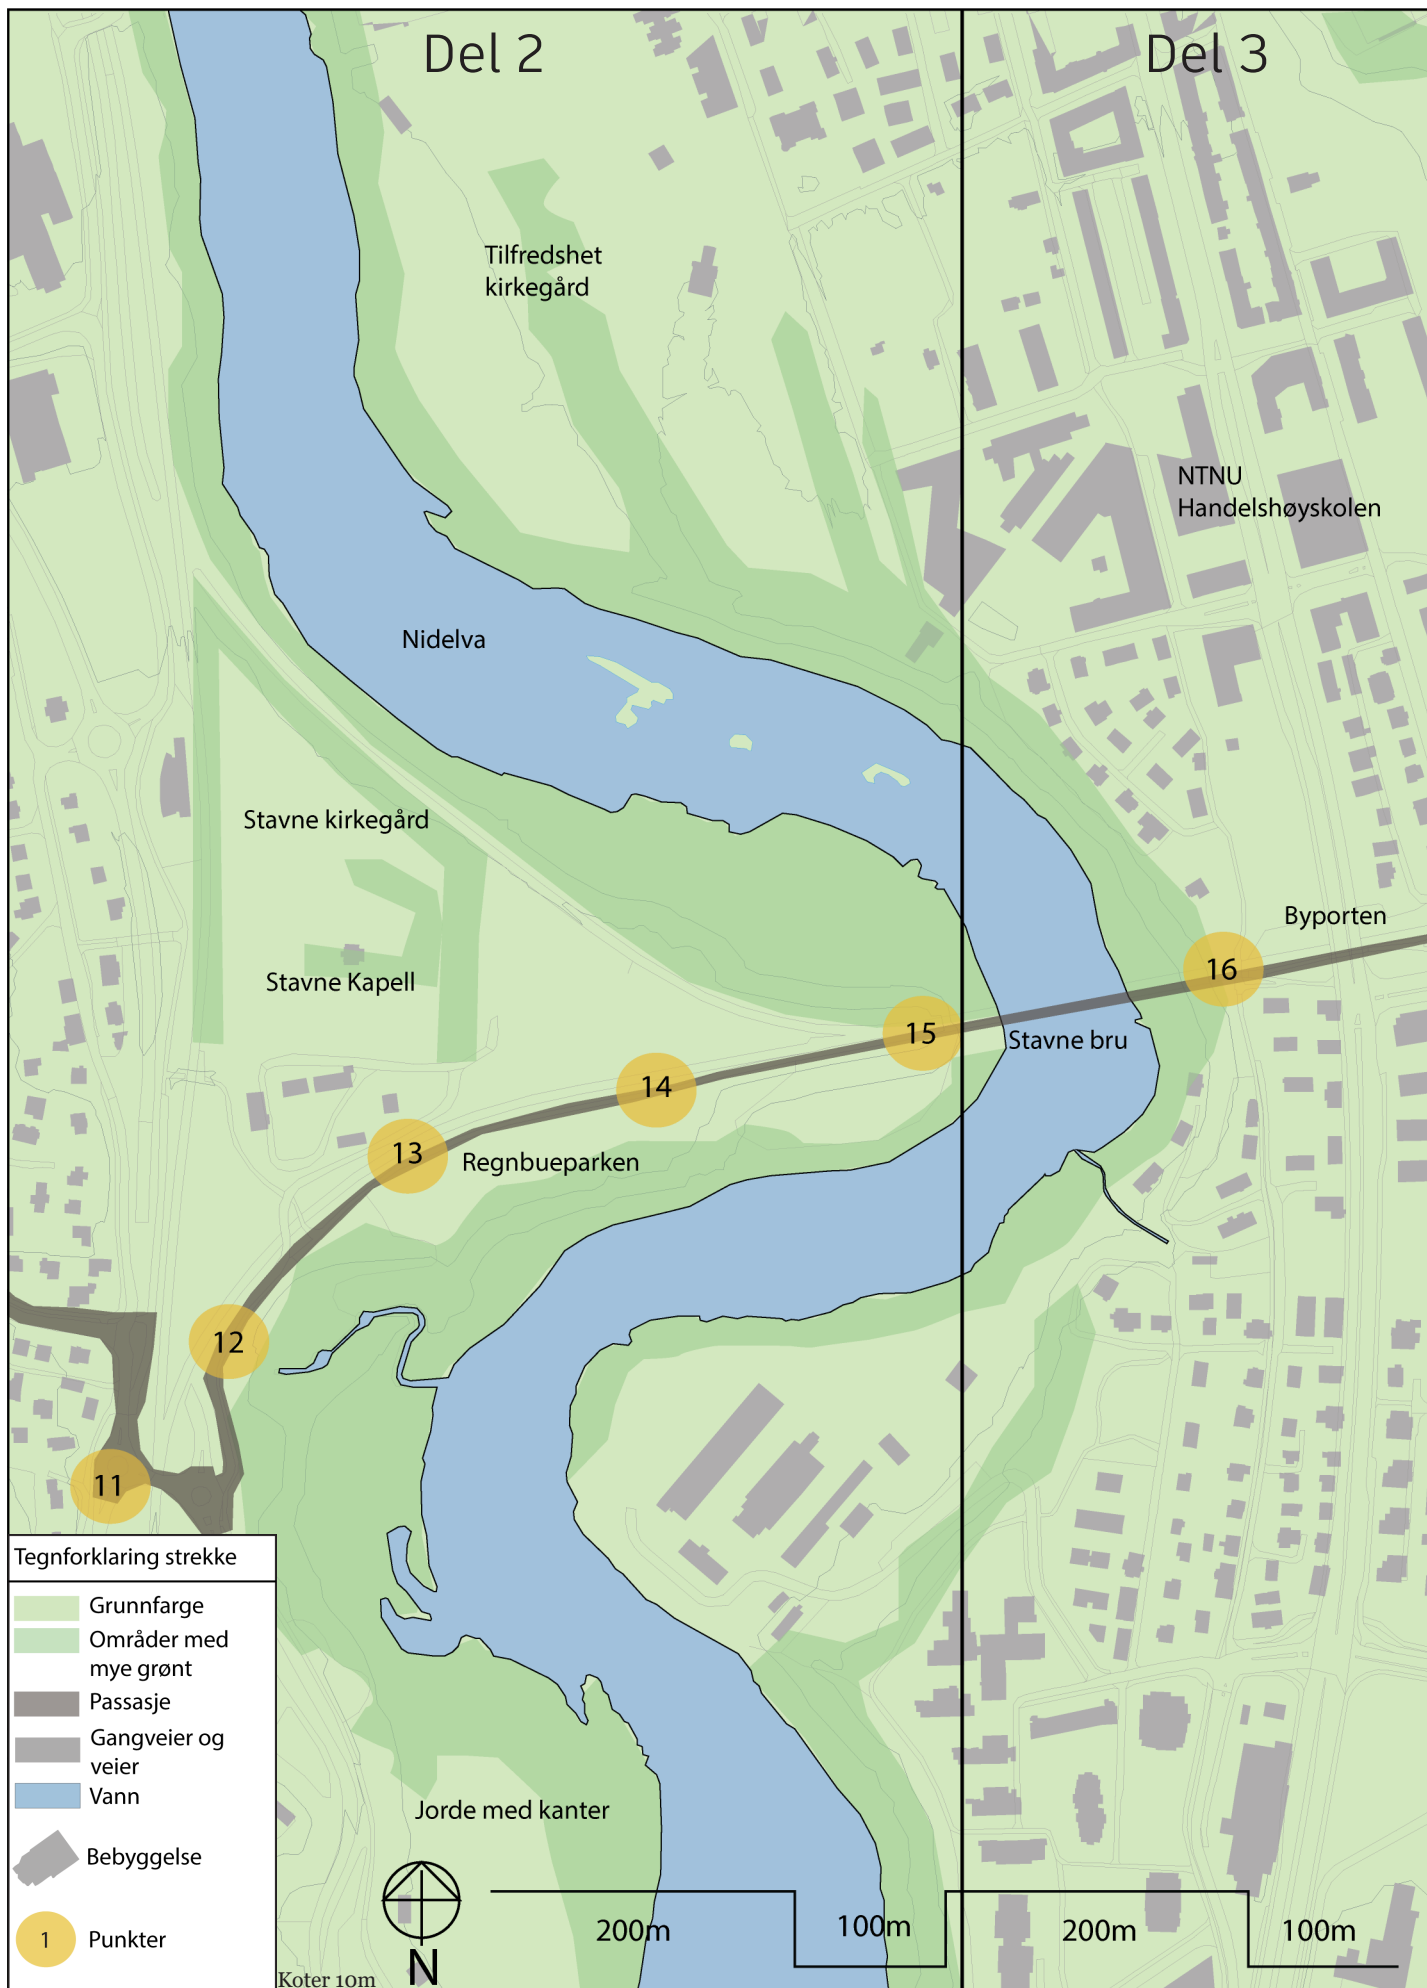 Del 2
Del 3
Tilfredshet
kirkegård
NTNU
Handelshøyskolen
Nidelva
Stavne kirkegård
Byporten
16
Stavne Kapell
15
Stavne bru
14
13
Regnbueparken
12
11
Tegnforklaring strekke
Grunnfarge
Områder med
mye grønt
Passasje
Gangveier og
veier
Vann
Bebyggelse
1
Punkter
Jorde med kanter
N
Koter 10m
200m
100m
200m
100m